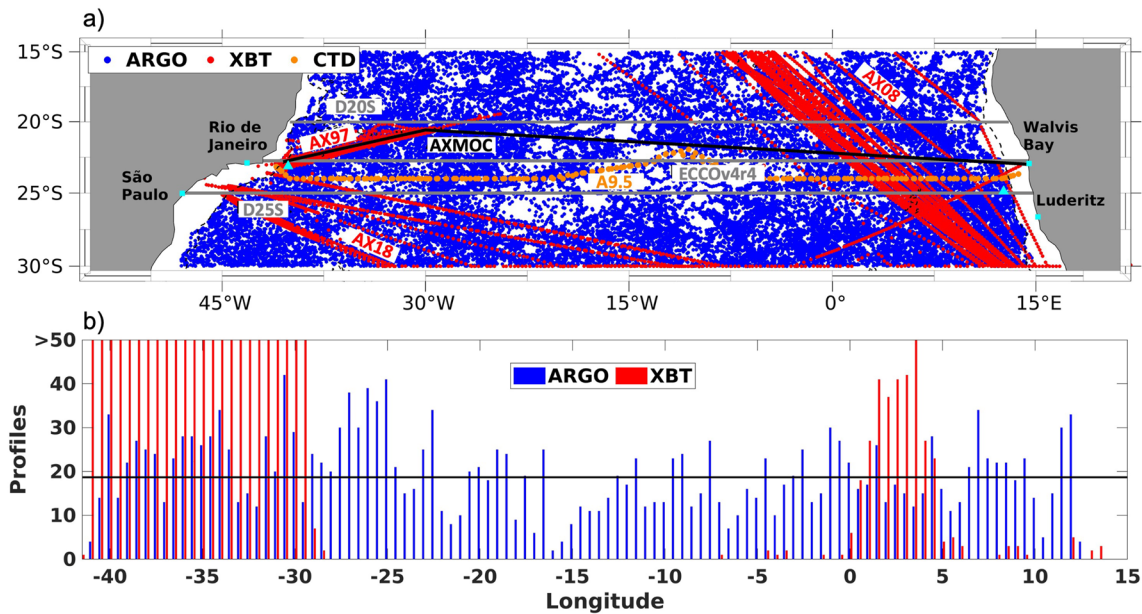 a)
15°S
20°S
25°S
30°S
ARGO XBT CTD
D20S
AX08
Rio de
Janeiro
AX97
AXMOC
Walvis
Bay
ECCOv4r4
A9.5
São
Paulo
D25S
Luderitz
AX18
45°W 30°W 15°W 0° 15°E
b)
>50
40
30
20
10
0
Profiles
ARGO XBT
-40 -35 -30 -25 -20 -15 -10 -5 0 5 10 15
Longitude